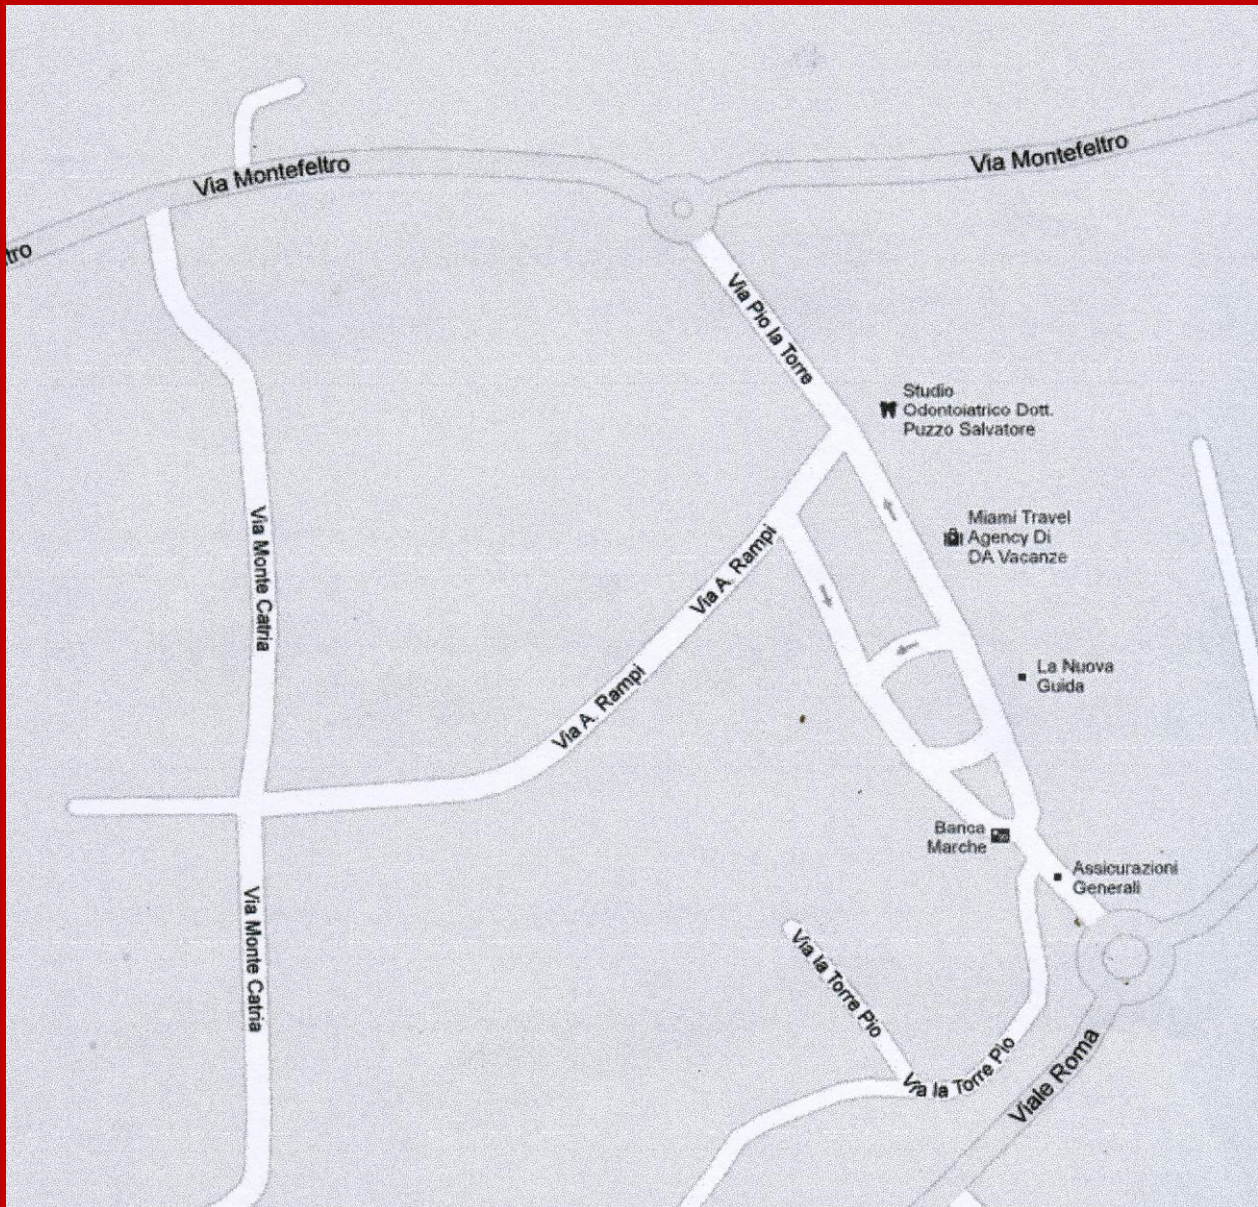 Via Montefeltro
Via Montefeltro
ltro
Via Pio la Torre
Studio
Odontoiatrico Dott.
Puzzo Salvatore
Miami Travel
Agency Di
DA Vacanze
Via Monte Catria
Via A. Rampi
Via A. Rampi
La Nuova
Guida
Banca
Marche
Assicurazioni
Generali
Via Monte Catria
Via la Torre Pio
Via la Torre Pio
Viale Roma